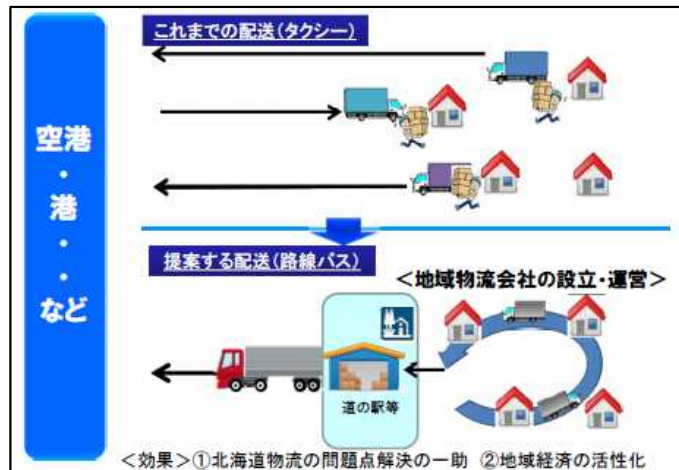 これまでの配送(タクシー)
空港
・
港
・
・
など
提案する配送(路線バス)
<地域物流会社の設立・運営>
道の駅等
<効果>①北海道物流の問題点解決の一助 ②地域経済の活性化